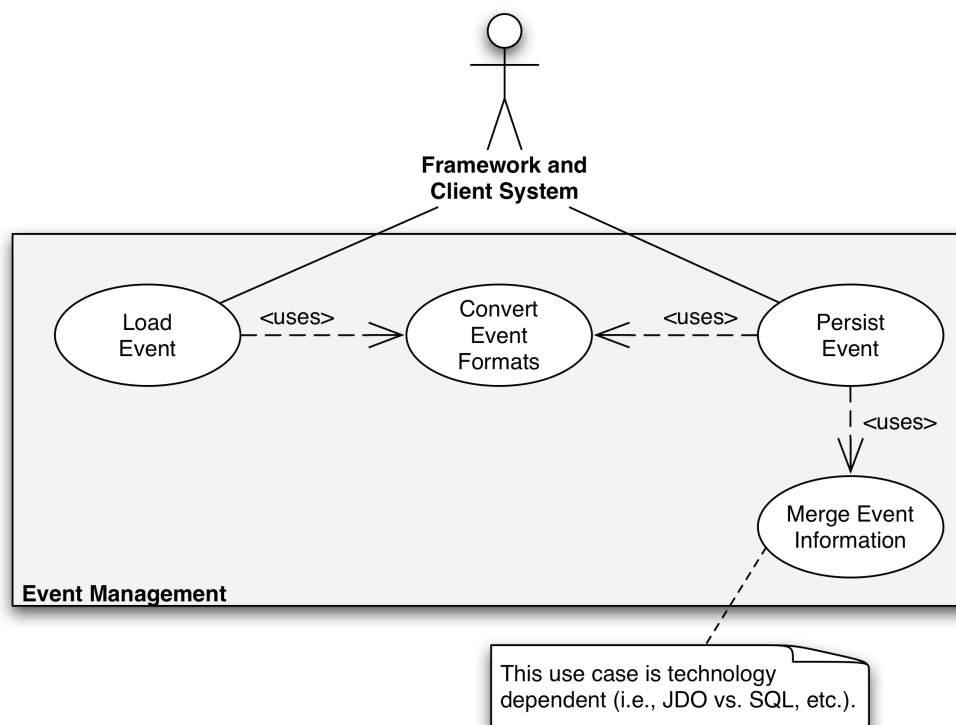 Framework and
Client System
Load
Event
<uses>
Convert
Event
Formats
<uses>
Persist
Event
<uses>
Merge Event
Information
Event Management
This use case is technology
dependent (i.e., JDO vs. SQL, etc.).